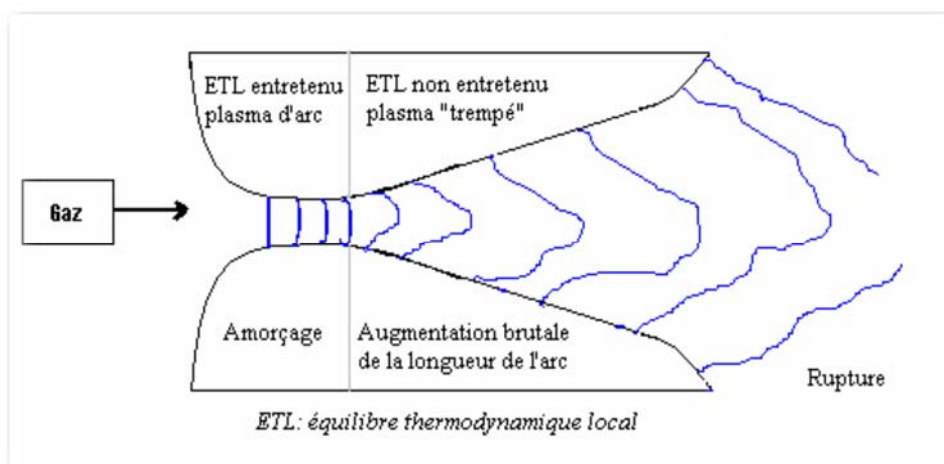 ETL entretenu
plasma d'arc
ETL non entretenu
plasma "trempé"
Gaz
Amorçage
Augmentation brutale
de la longueur de l'arc
Rupture
ETL: équilibre thermodynamique local